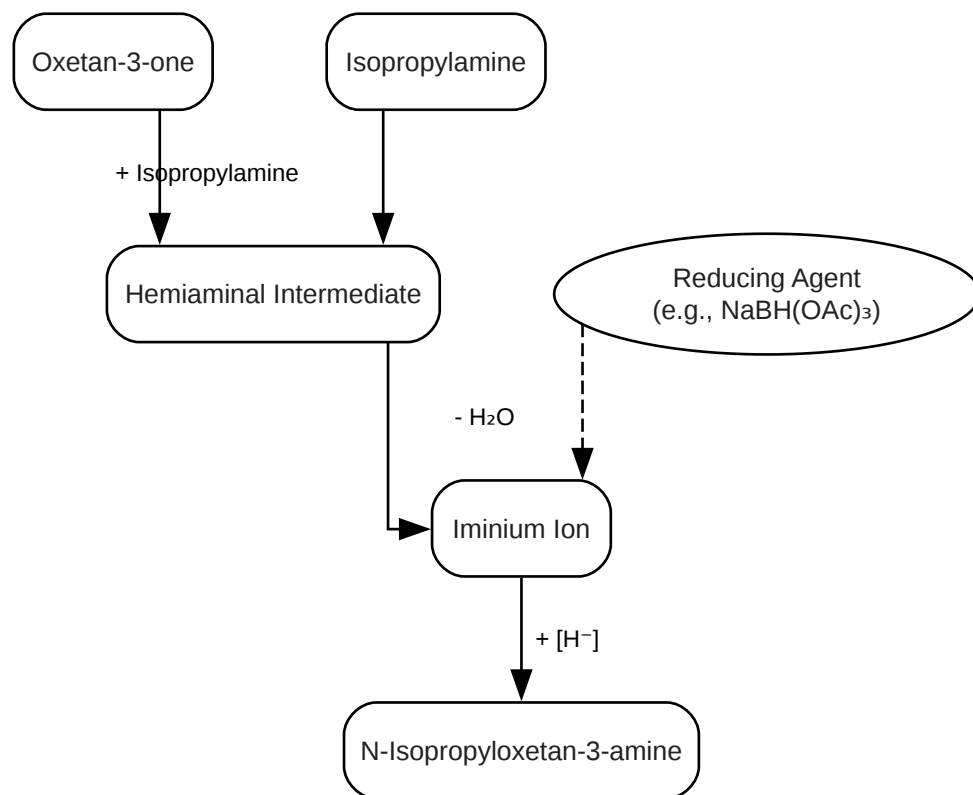 Oxetan-3-one
Isopropylamine
+ Isopropylamine
Hemiaminal Intermediate
Reducing Agent
(e.g., NaBH(OAc)₃)
- H₂O
Iminium Ion
+ [H⁻]
N-Isopropyloxetan-3-amine